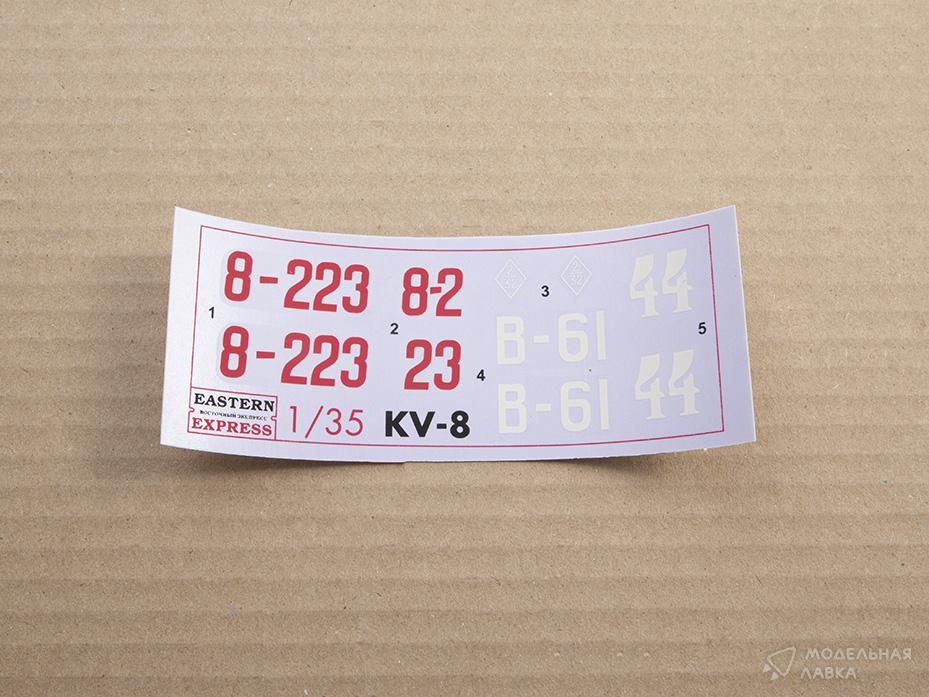 8-223
8-2
3
44
1
2
B-61
5
8-223
23
4
44
B-61
EASTERN
ВОСТОЧНЫЙ ЭКСПРЕСС
EXPRESS
1/35
KV-8
МОДЕЛЬНАЯ
ЛАВКА